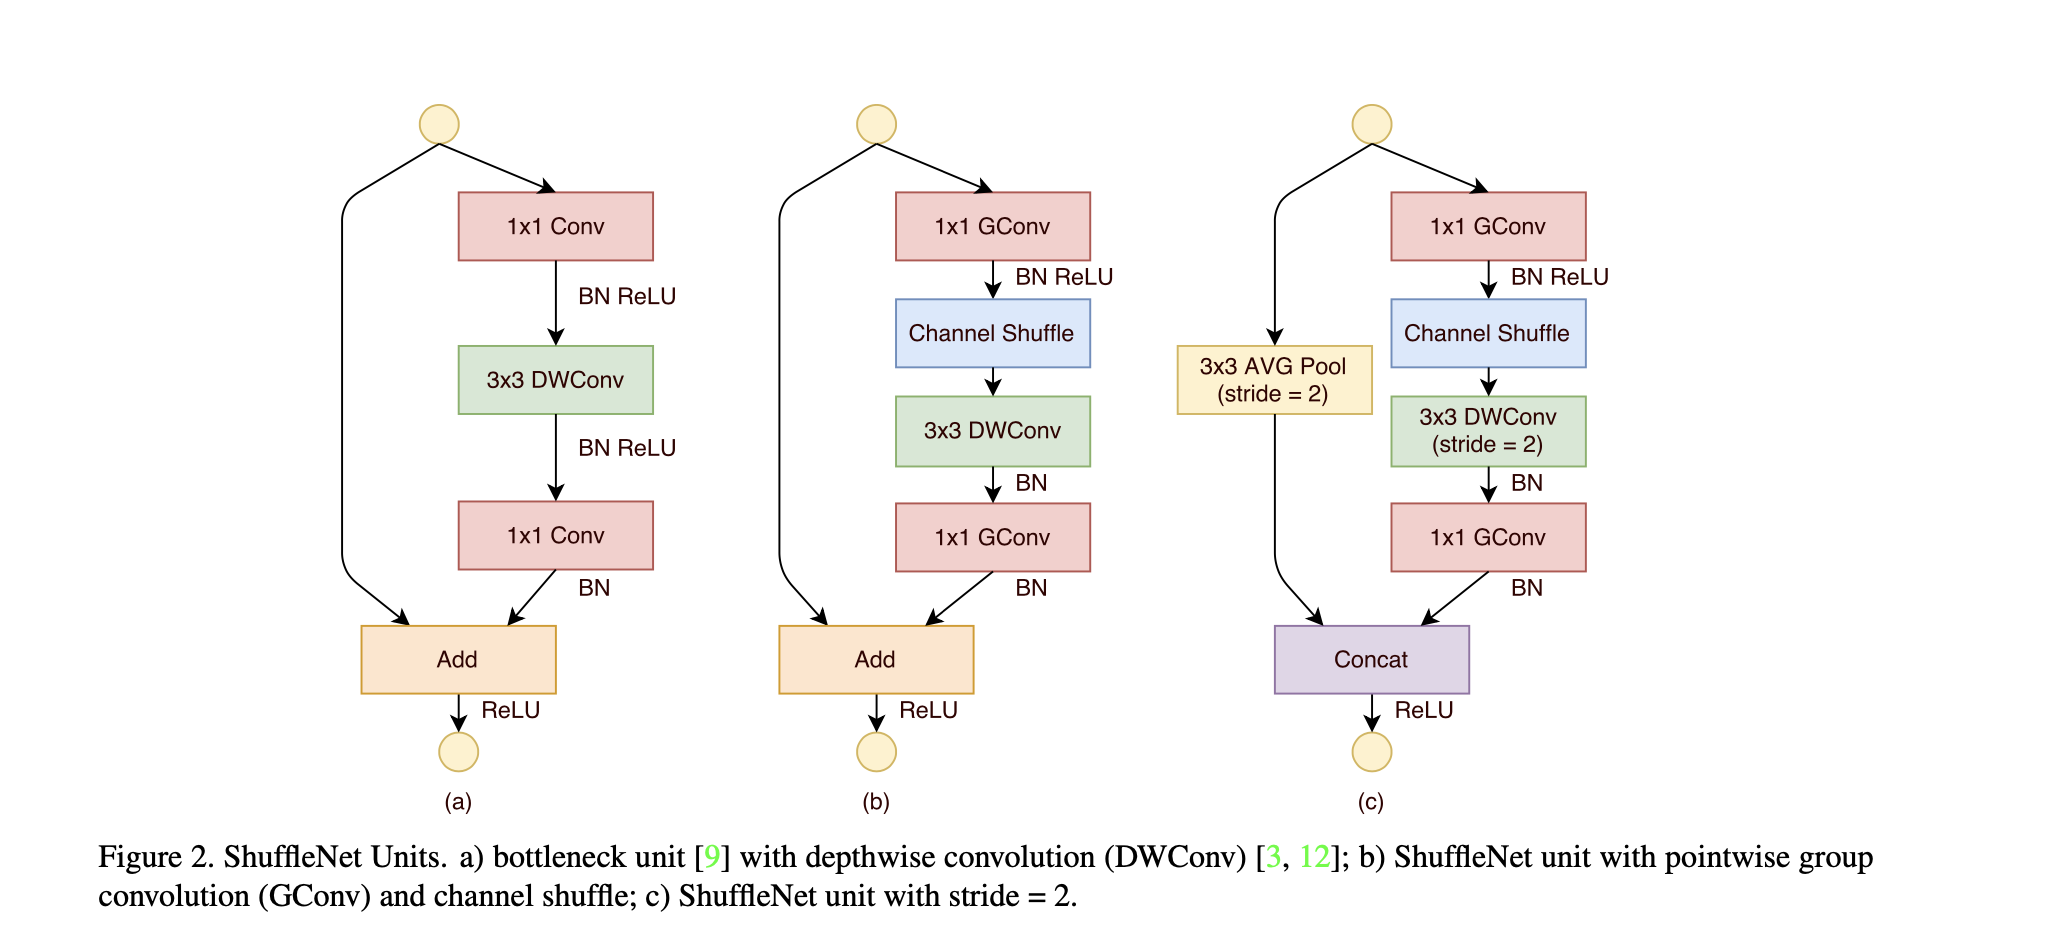 1x1 Conv
BN ReLU
3x3 DWConv
BN ReLU
1x1 Conv
BN
Add
ReLU
(a)
1x1 GConv
BN ReLU
Channel Shuffle
3x3 DWConv
BN
1x1 GConv
BN
Add
ReLU
(b)
3x3 AVG Pool
(stride = 2)
1x1 GConv
BN ReLU
Channel Shuffle
3x3 DWConv
(stride = 2)
BN
1x1 GConv
BN
Concat
ReLU
(c)
Figure 2. ShuffleNet Units. a) bottleneck unit [9] with depthwise convolution (DWConv) [3, 12]; b) ShuffleNet unit with pointwise group
convolution (GConv) and channel shuffle; c) ShuffleNet unit with stride = 2.